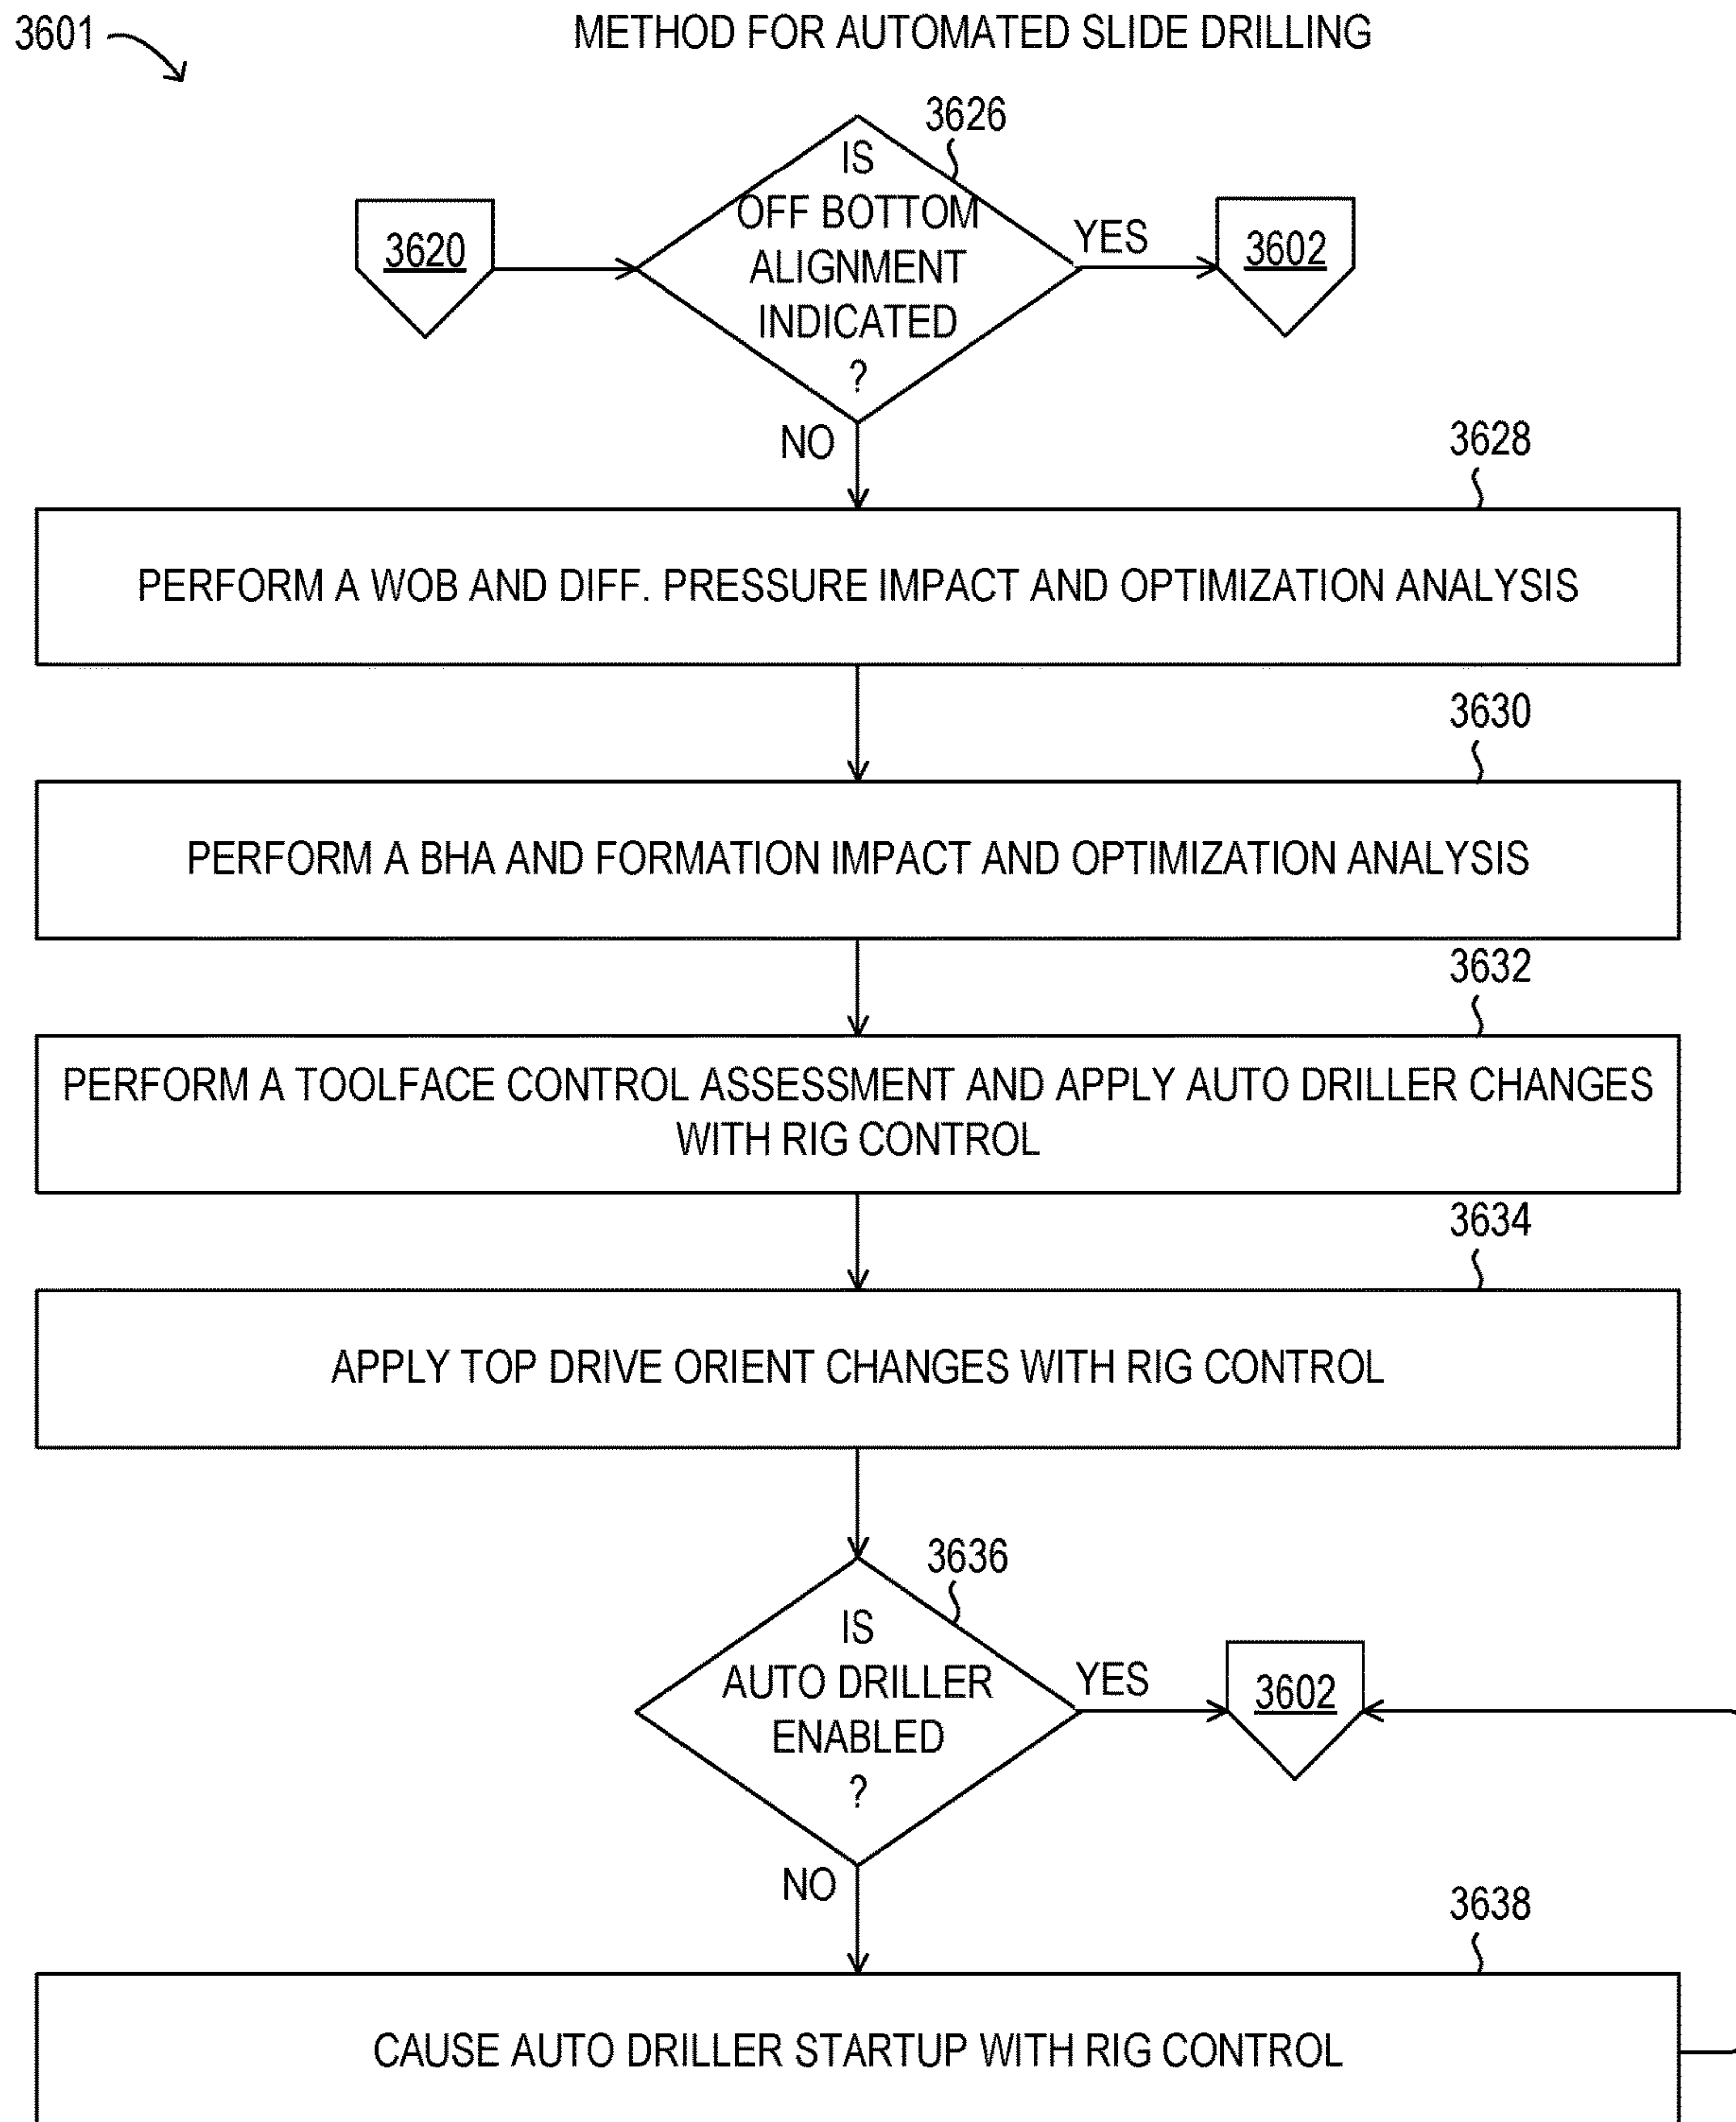 3601
METHOD FOR AUTOMATED SLIDE DRILLING
3626
IS
OFF BOTTOM
ALIGNMENT
INDICATED
?
3620
YES
3602
NO
3628
PERFORM A WOB AND DIFF. PRESSURE IMPACT AND OPTIMIZATION ANALYSIS
3630
PERFORM A BHA AND FORMATION IMPACT AND OPTIMIZATION ANALYSIS
3632
PERFORM A TOOLFACE CONTROL ASSESSMENT AND APPLY AUTO DRILLER CHANGES
WITH RIG CONTROL
3634
APPLY TOP DRIVE ORIENT CHANGES WITH RIG CONTROL
3636
IS
AUTO DRILLER
ENABLED
?
YES
3602
NO
3638
CAUSE AUTO DRILLER STARTUP WITH RIG CONTROL